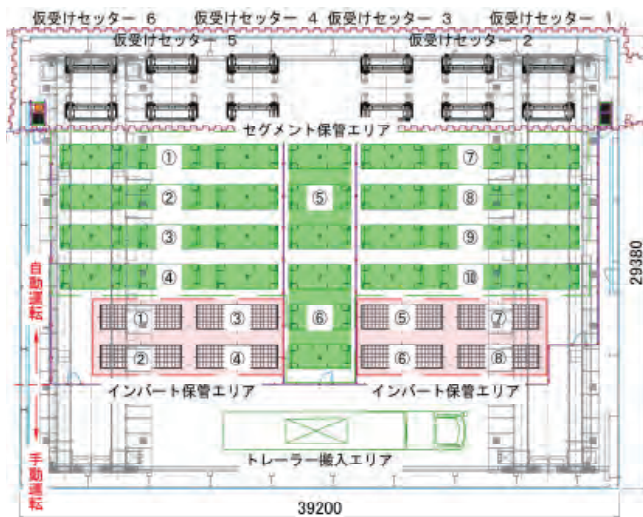 仮受けセッター 6
仮受けセッター 4
仮受けセッター 3
仮受けセッター 1
仮受けセッター 5
仮受けセッター 2
セグメント保管エリア
① ⑦
② ⑤ ⑧
③ ⑨
④ ⑩
① ③ ⑥ ⑤ ⑦
② ④ ⑥ ⑧
インバート保管エリア
インバート保管エリア
トレーラー搬入エリア
自動運転
手動運転
29380
39200